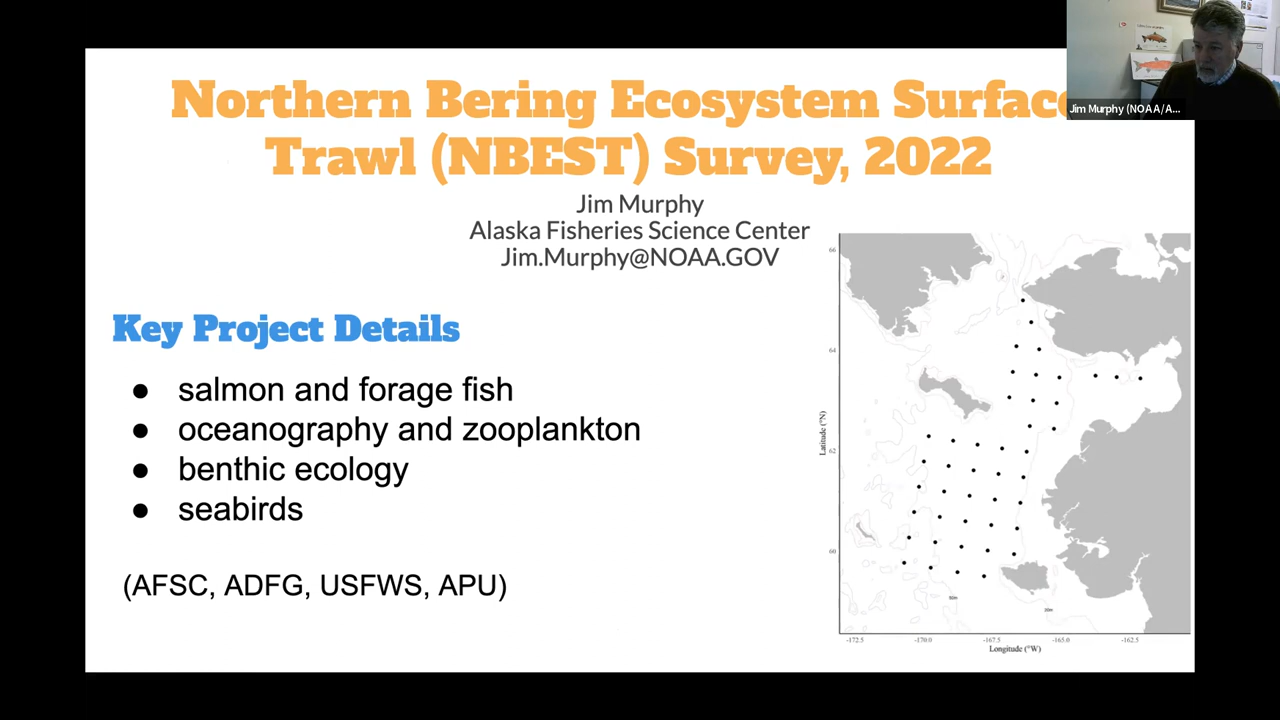 Northern Bering Ecosystem Surface
Trawl (NBEST) Survey, 2022
Jim Murphy (NOAA/A...
Jim Murphy
Alaska Fisheries Science Center
Jim.Murphy@NOAA.GOV
Key Project Details
● salmon and forage fish
● oceanography and zooplankton
● benthic ecology
● seabirds
(AFSC, ADFG, USFWS, APU)
66
64
62
60
Latitude (°N)
50m
20m
-172.5 -170.0 -167.5 -165.0 -162.5
Longitude (°W)